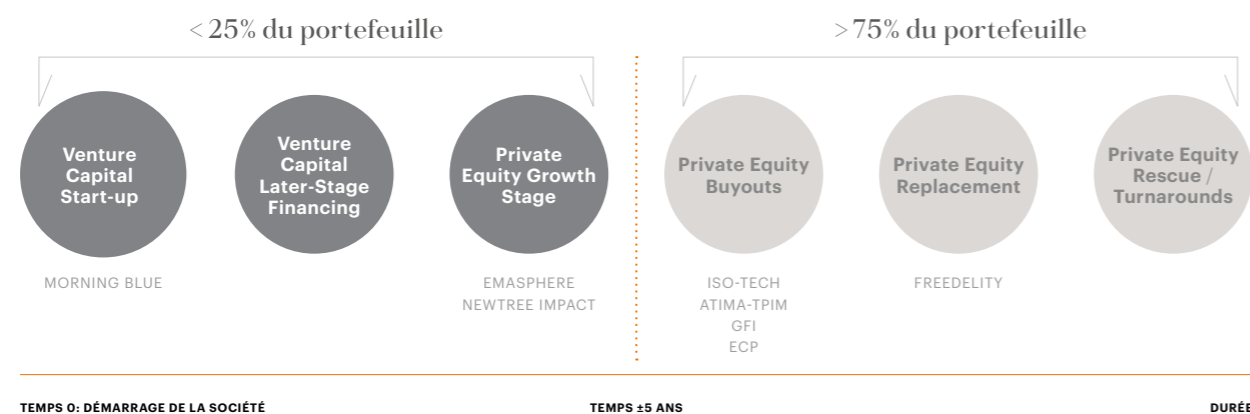 < 25% du portefeuille
> 75% du portefeuille
Venture
Capital
Start-up
Venture
Capital
Later-Stage
Financing
Private
Equity Growth
Stage
Private Equity
Buyouts
Private Equity
Replacement
Private Equity
Rescue /
Turnarounds
MORNING BLUE
EMASPHERE
NEWTREE IMPACT
ISO-TECH
ATIMA-TPIM
GFI
ECP
FREEDELITY
TEMPS 0: DÉMARRAGE DE LA SOCIÉTÉ
TEMPS ±5 ANS
DURÉE